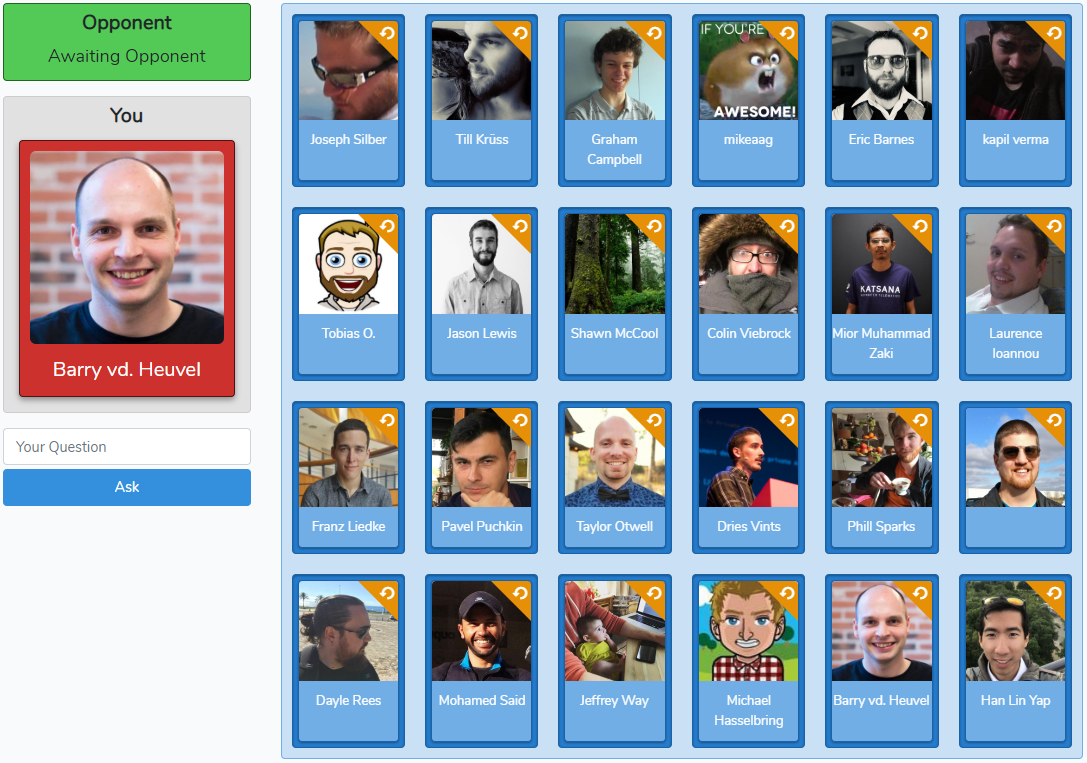 Opponent
Awaiting Opponent
You
Barry vd. Heuvel
Your Question
Ask
Joseph Silber
Till Krüss
Graham
Campbell
IF YOU'RE
AWESOME!
mikeaag
Eric Barnes
kapil verma
Tobias O.
Jason Lewis
Shawn McCool
Colin Viebrock
KATSANA
Mior Muhammad
Zaki
Laurence
Ioannou
Franz Liedke
Pavel Puchkin
Taylor Otwell
Dries Vints
Phill Sparks
Dayle Rees
Mohamed Said
Jeffrey Way
Michael
Hasselbring
Barry vd. Heuvel
Han Lin Yap